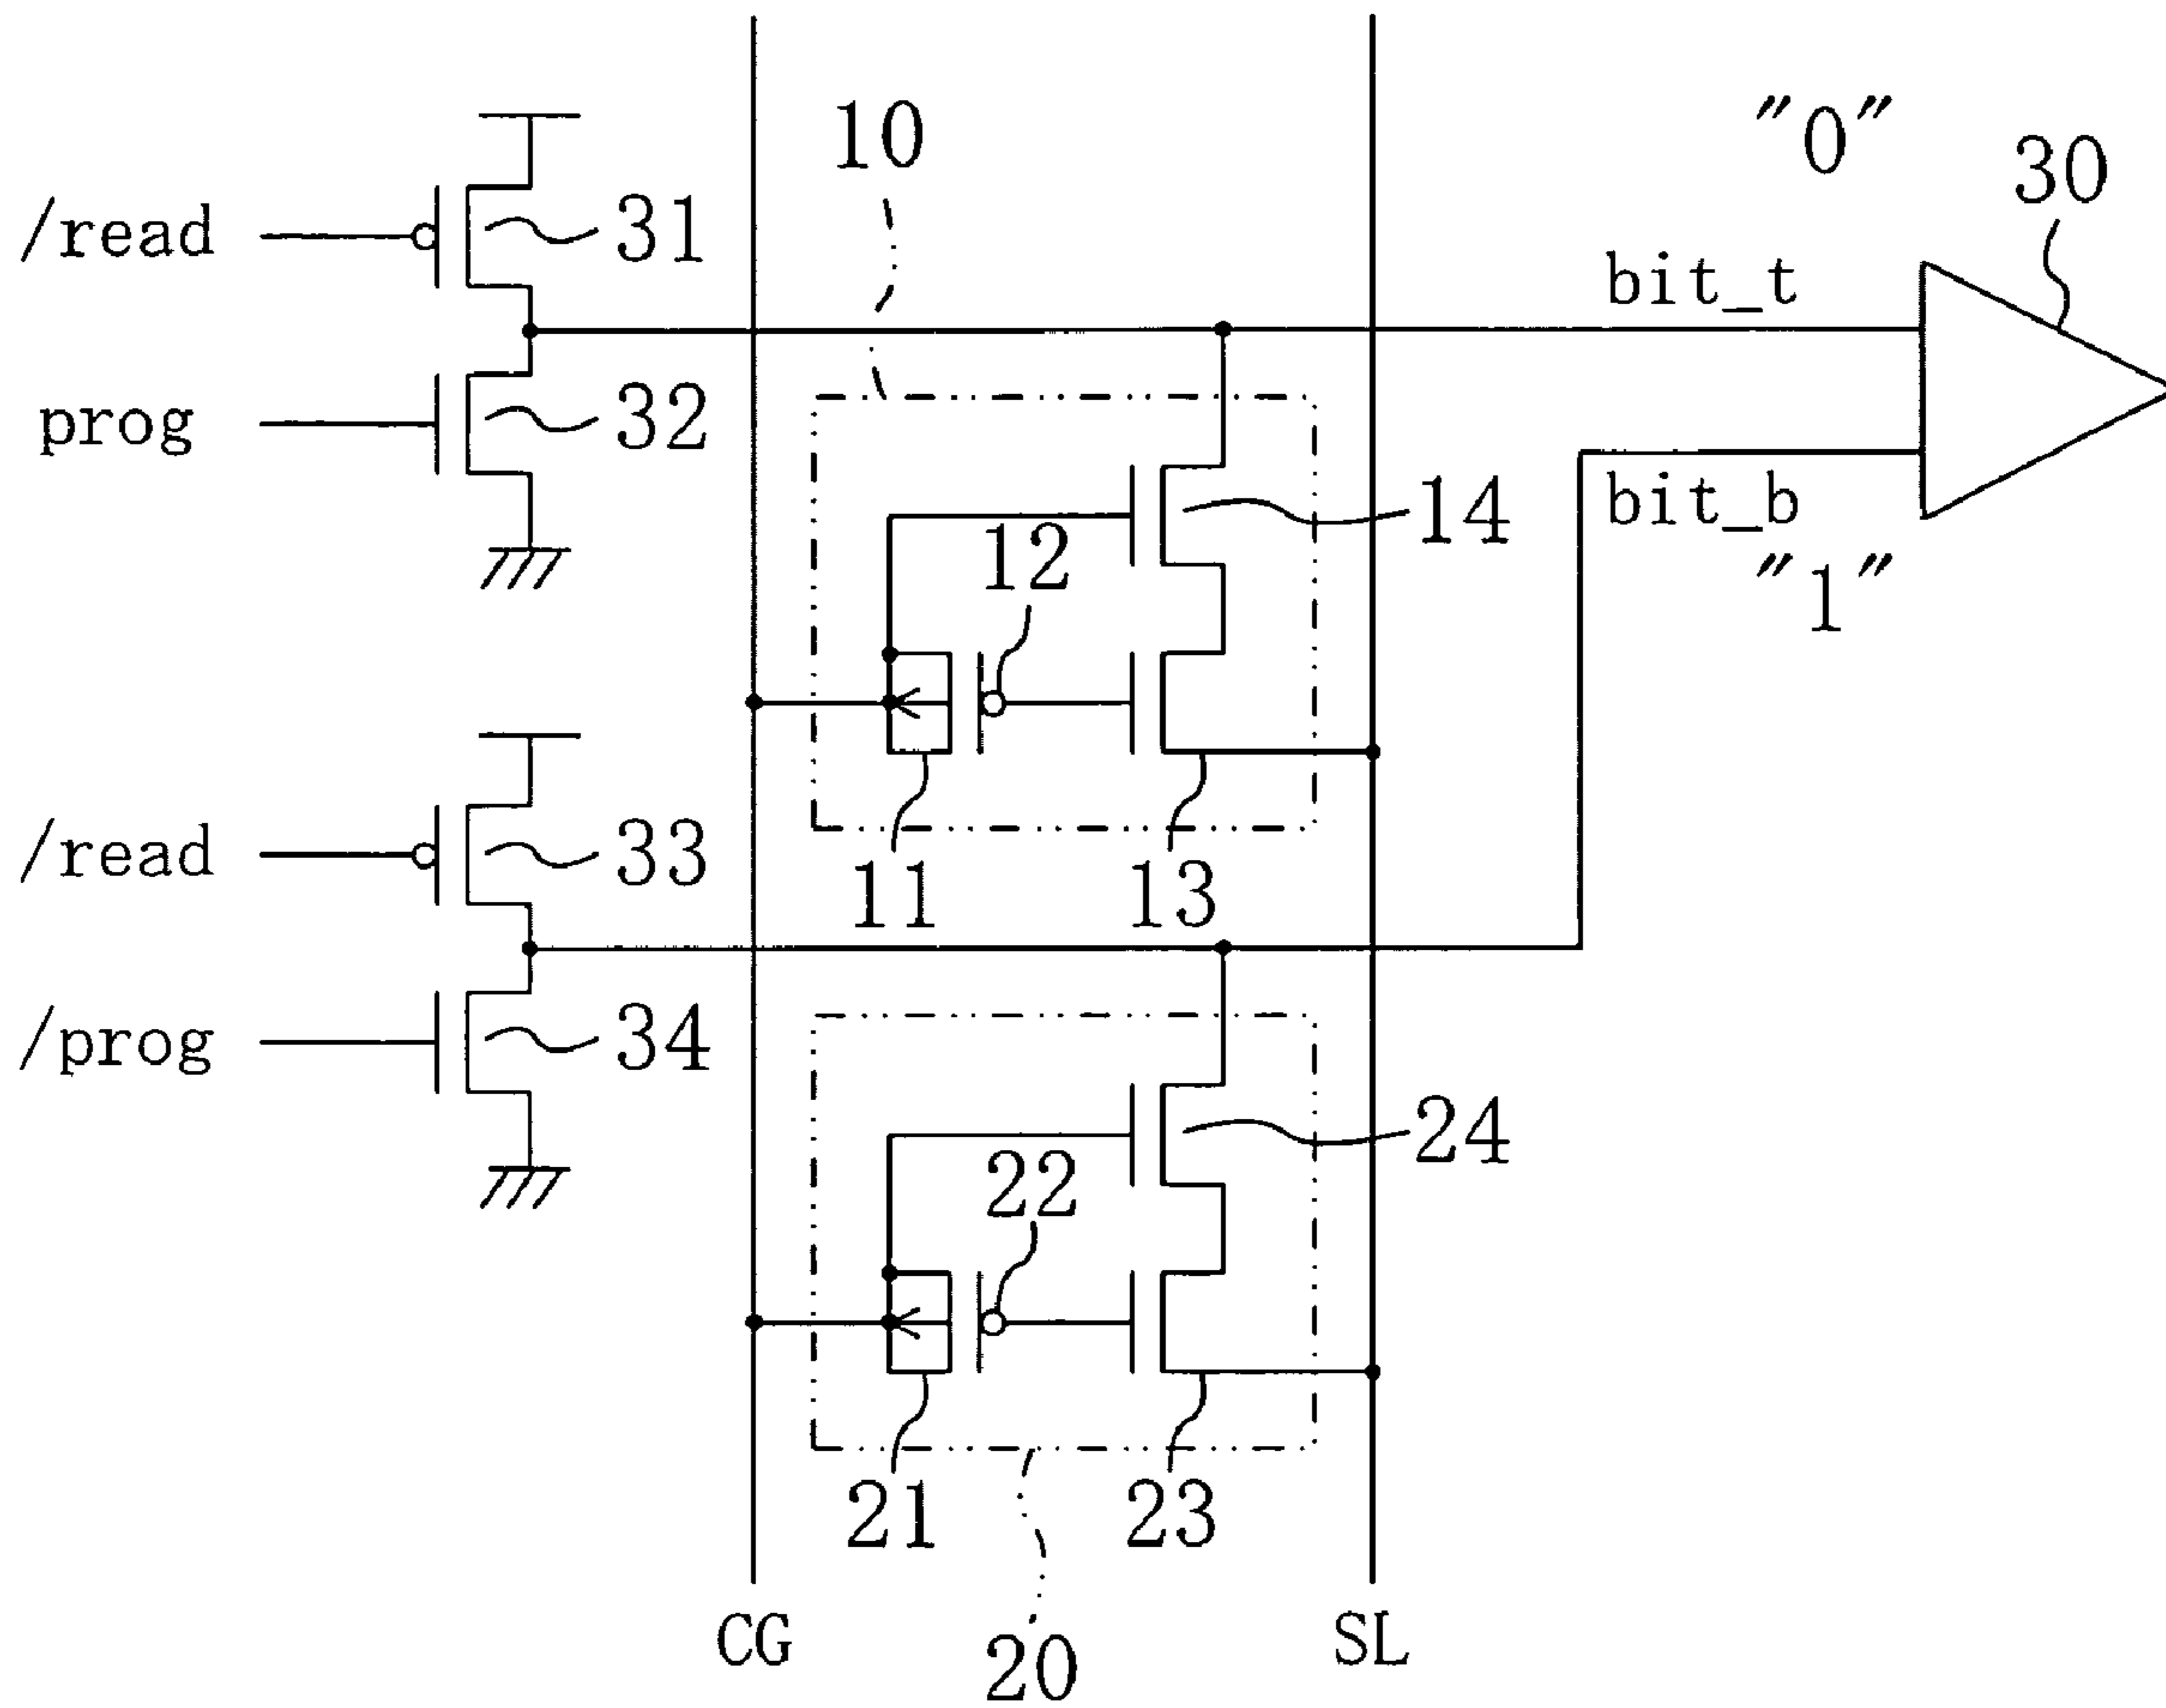 10
"0"
30
/read
31
bit_t
prog
32
14
bit_b
12
"1"
/read
33
11
13
/prog
34
24
22
21
23
CG
20
SL